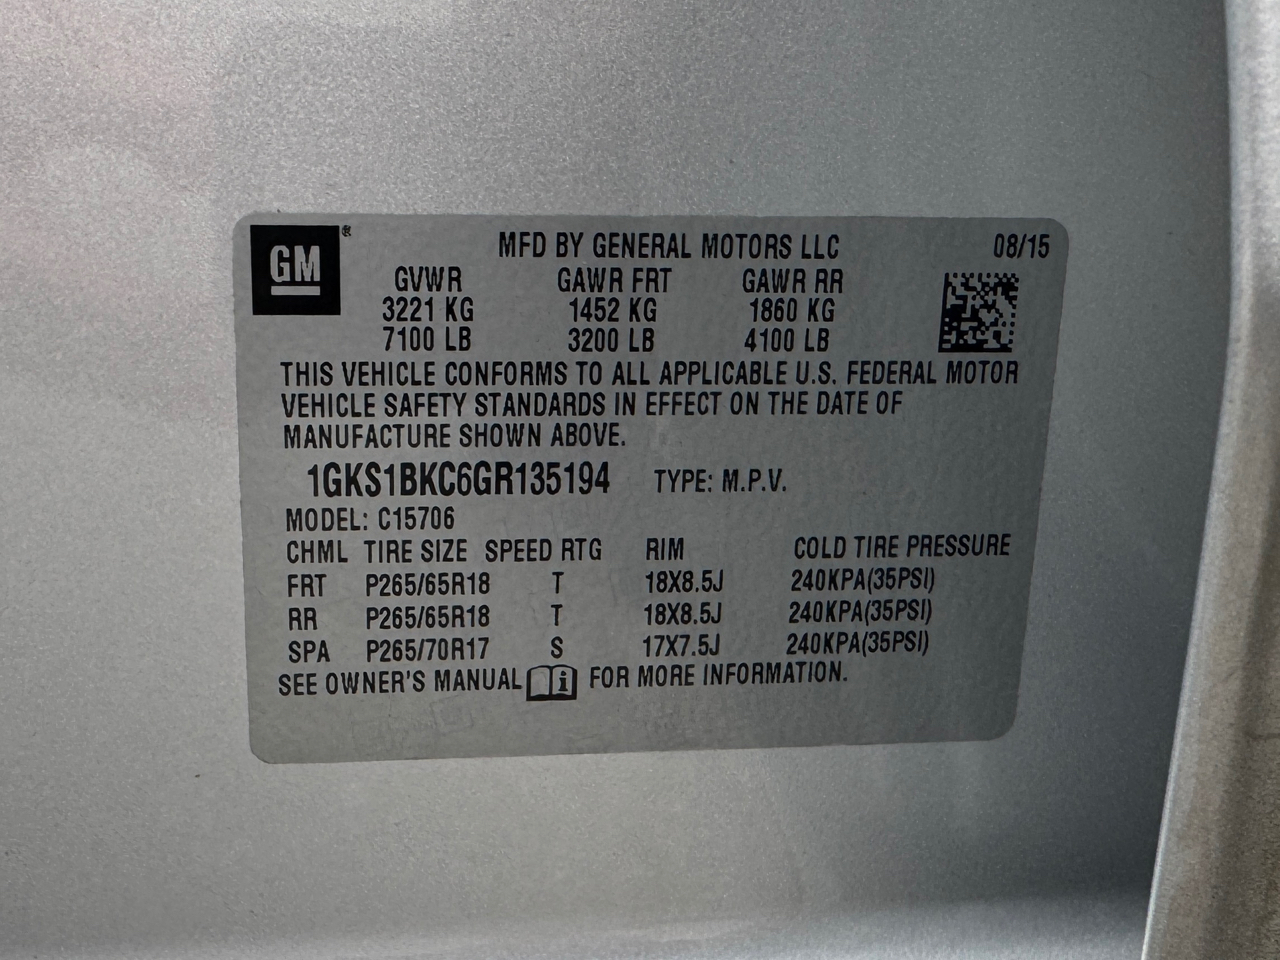 GM ®
MFD BY GENERAL MOTORS LLC 08/15
GVWR GAWR FRT GAWR RR
3221 KG 1452 KG 1860 KG
7100 LB 3200 LB 4100 LB
THIS VEHICLE CONFORMS TO ALL APPLICABLE U.S. FEDERAL MOTOR
VEHICLE SAFETY STANDARDS IN EFFECT ON THE DATE OF
MANUFACTURE SHOWN ABOVE.
1GKS1BKC6GR135194 TYPE: M.P.V.
MODEL: C15706
CHML TIRE SIZE SPEED RTG RIM COLD TIRE PRESSURE
FRT P265/65R18 T 18X8.5J 240KPA(35PSI)
RR P265/65R18 T 18X8.5J 240KPA(35PSI)
SPA P265/70R17 S 17X7.5J 240KPA(35PSI)
SEE OWNER'S MANUAL i FOR MORE INFORMATION.